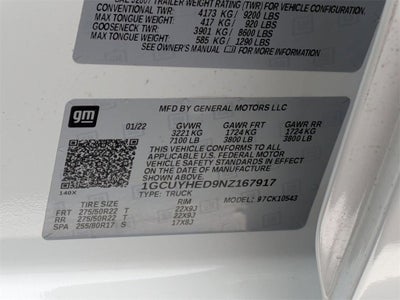 SAE J2807 TRAILER WEIGHT RATING (TWR) FOR VEHICLE CONFIGURATION.
CONVENTIONAL TWR: 4173 KG / 9200 LBS
MAX TONGUE WEIGHT: 417 KG / 920 LBS
GOOSENECK TWR: 3901 KG / 8600 LBS
MAX TONGUE WEIGHT: 585 KG / 1290 LBS
SEE OWNER'S MANUAL FOR MORE INFORMATION
gm
MFD BY GENERAL MOTORS LLC
01/22 GVWR GAWR FRT GAWR RR
3221 KG 1724 KG 1724 KG
7100 LB 3800 LB 3800 LB
THIS VEHICLE CONFORMS TO ALL
APPLICABLE U.S. FEDERAL MOTOR
VEHICLE SAFETY STANDARDS IN EFFECT
ON THE DATE OF MANUFACTURE
SHOWN ABOVE.
1GCUYHED9NZ167917
140X TYPE: TRUCK MODEL: 97CK10543
TIRE SIZE RIM
FRT 275/50R22 T 22X9J
RR 275/50R22 T 22X9J
SPA 255/80R17 S 17X8J